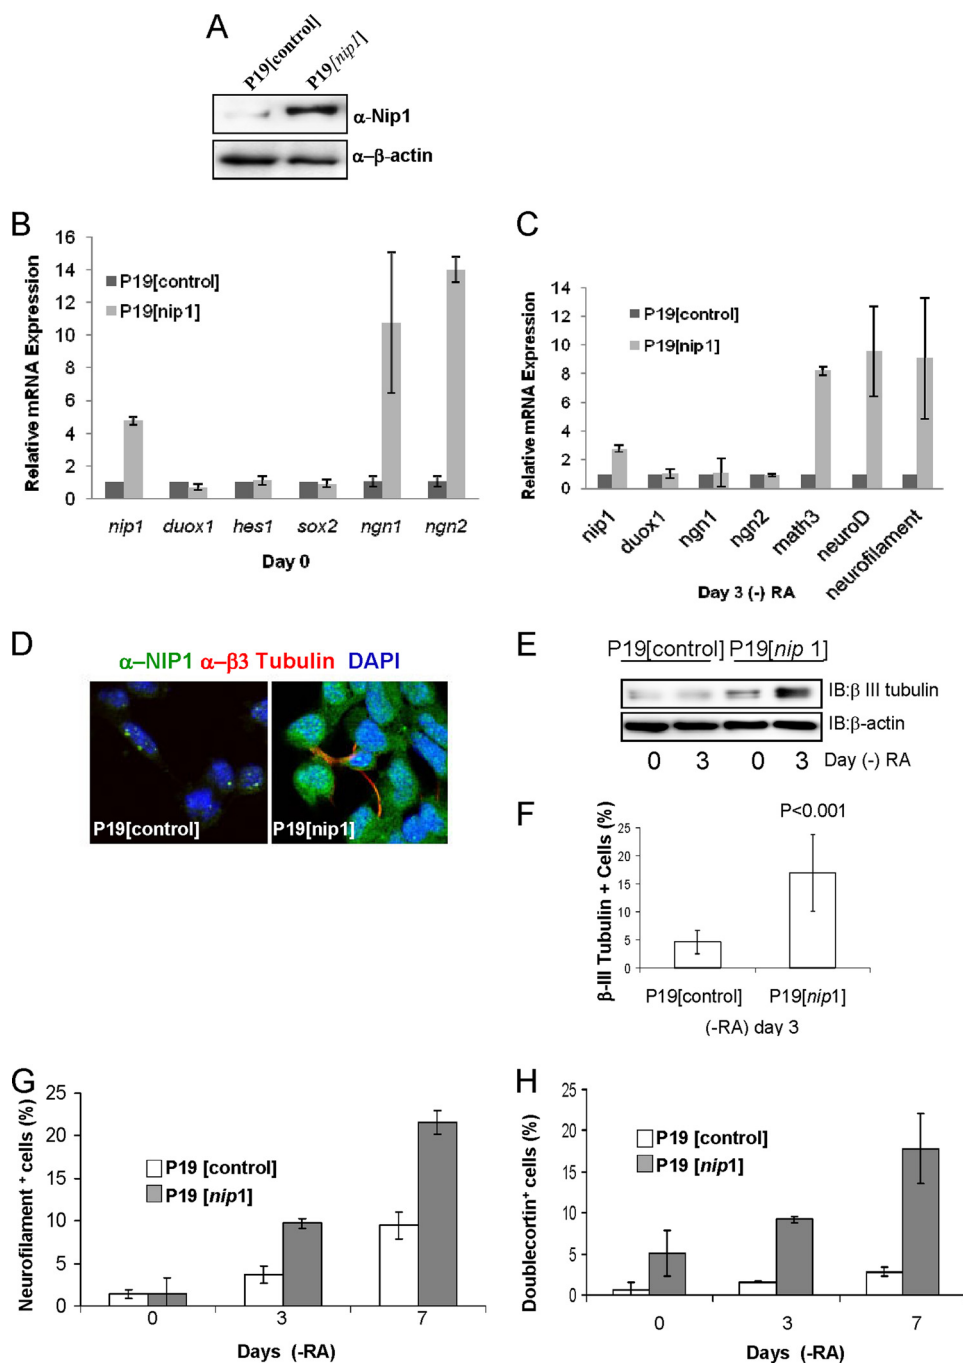 A
P19[control]
P19[nip1]
α-Nip1
α–β-actin
B
16
14
12
10
8
6
4
2
0
Relative mRNA Expression
P19[control]
P19[nip1]
nip1 duox1 hes1 sox2 ngn1 ngn2
Day 0
C
14
12
10
8
6
4
2
0
Relative mRNA Expression
P19[control]
P19[nip1]
nip1
duox1
ngn1
ngn2
math3
neuroD
neurofilament
Day 3 (-) RA
D
α–NIP1 α–β3 Tubulin DAPI
P19[control]
P19[nip1]
E
P19[control] P19[nip 1]
IB:β III tubulin
IB:β-actin
0 3 0 3 Day (-) RA
F
P<0.001
25
20
15
10
5
0
β-III Tubulin + Cells (%)
P19[control] P19[nip1]
(-RA) day 3
G
25
20
15
10
5
0
Neurofilament + cells (%)
P19 [control]
P19 [nip1]
0 3 7
Days (-RA)
H
25
20
15
10
5
0
Doublecortin+ cells (%)
P19 [control]
P19 [nip1]
0 3 7
Days (-RA)